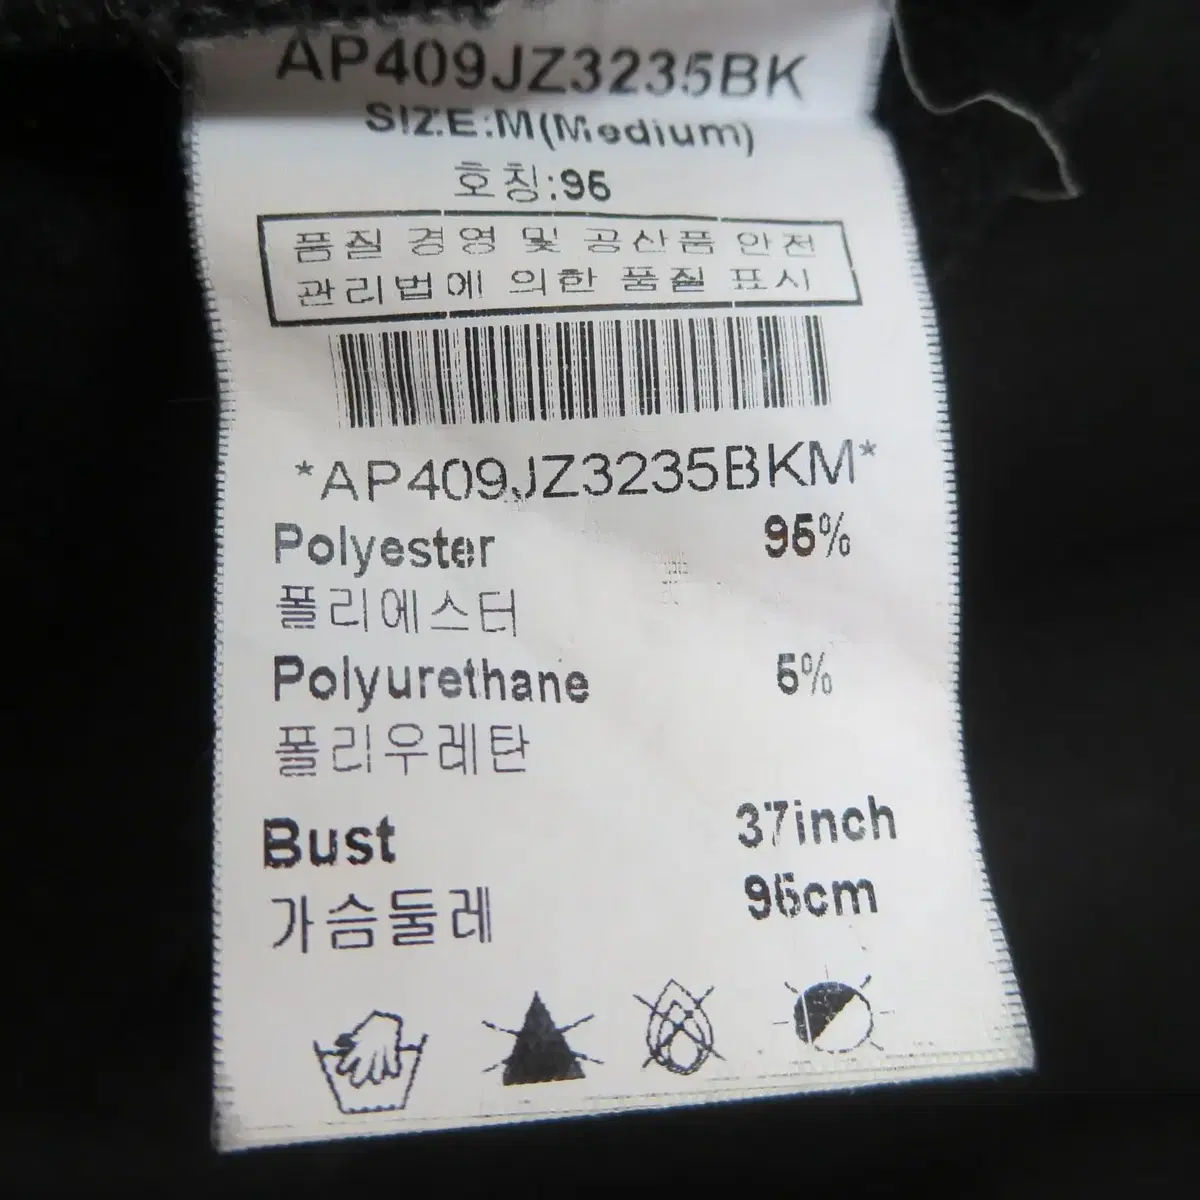 AP409JZ3235BK
SIZE:M(Medium)
호칭:95
품질 경영 및 공산품 안전
관리법에 의한 품질 표시
*AP409JZ3235BKM*
Polyester 95%
폴리에스터
Polyurethane 5%
폴리우레탄
Bust 37inch
가슴둘레 95cm